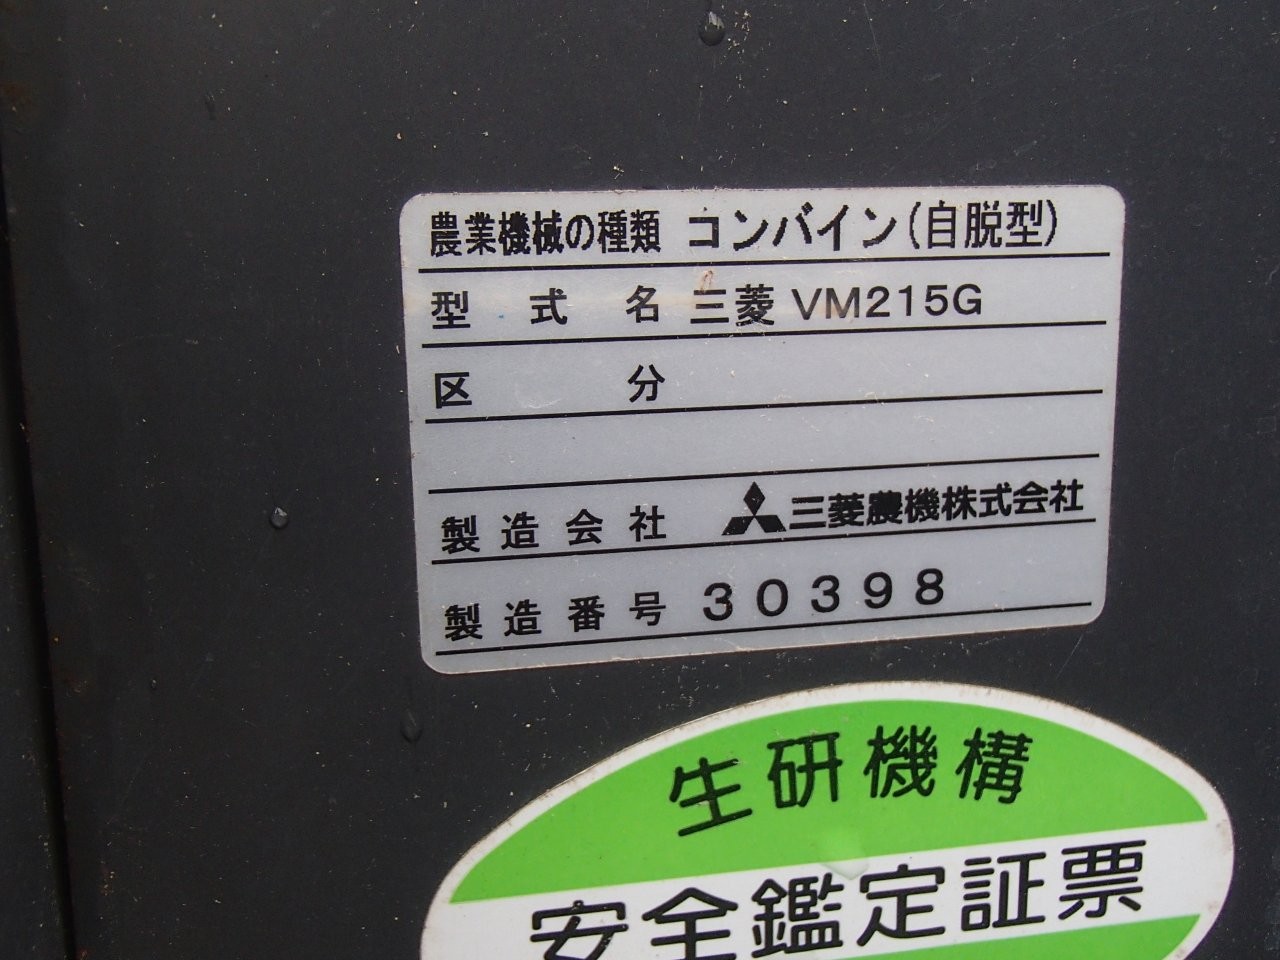 農業機械の種類 コンバイン(自脱型)
型式名 三菱 VM215G
区分
製造会社 三菱農機株式会社
製造番号 30398
生研機構
安全鑑定証票